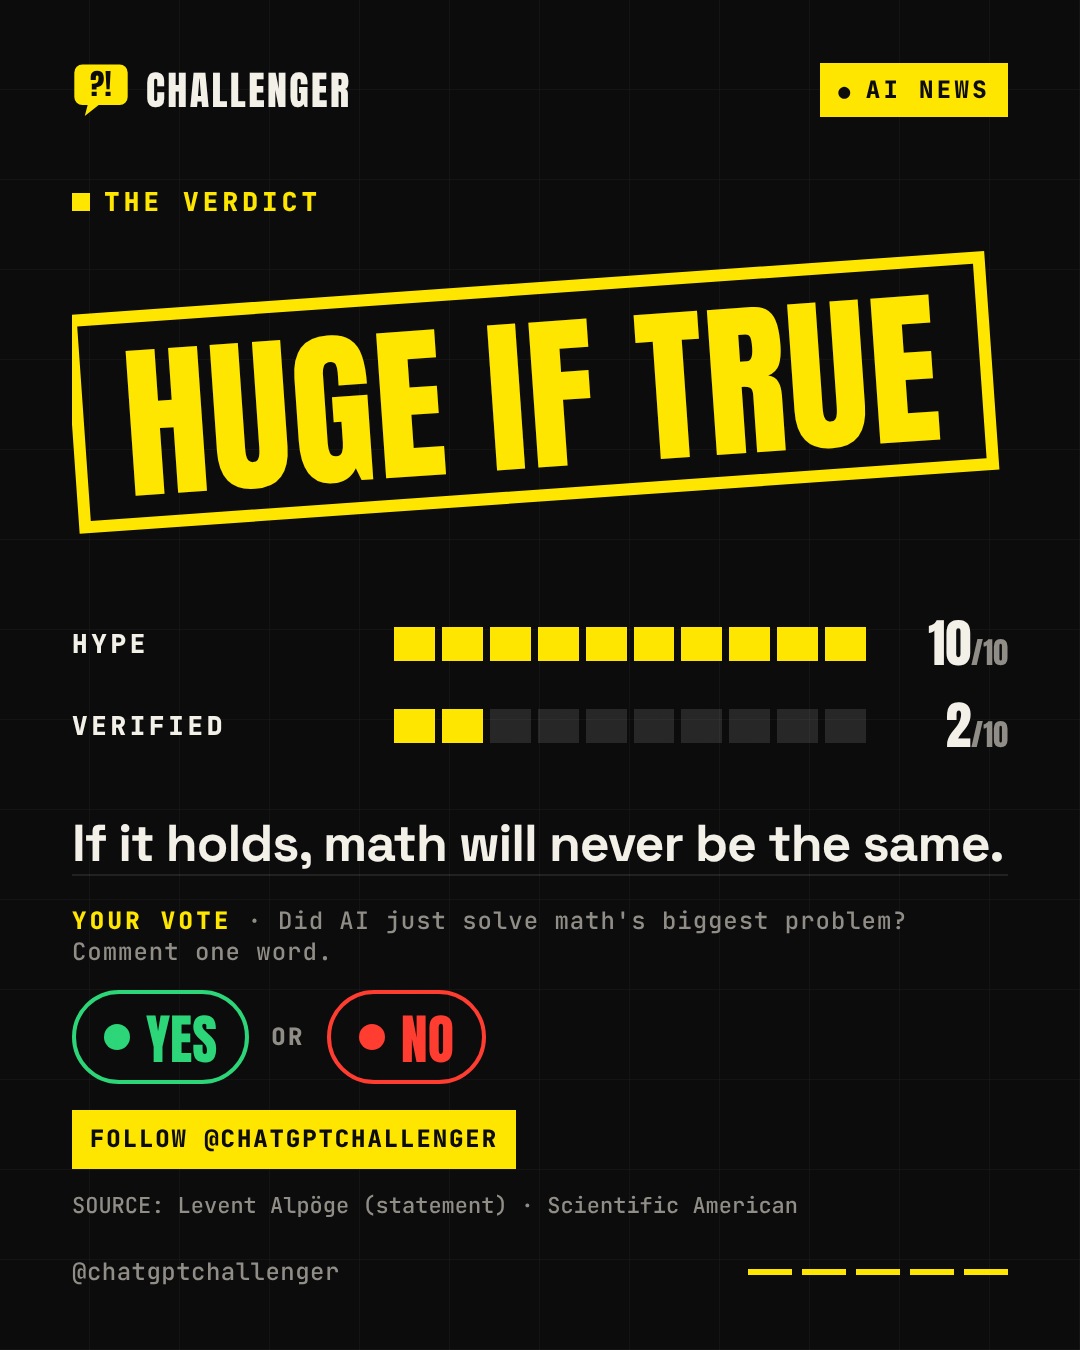 ?! CHALLENGER
● AI NEWS
THE VERDICT
HUGE IF TRUE
HYPE 10/10
VERIFIED 2/10
If it holds, math will never be the same.
YOUR VOTE · Did AI just solve math's biggest problem?
Comment one word.
YES OR NO
FOLLOW @CHATGPTCHALLENGER
SOURCE: Levent Alpöge (statement) · Scientific American
@chatgptchallenger